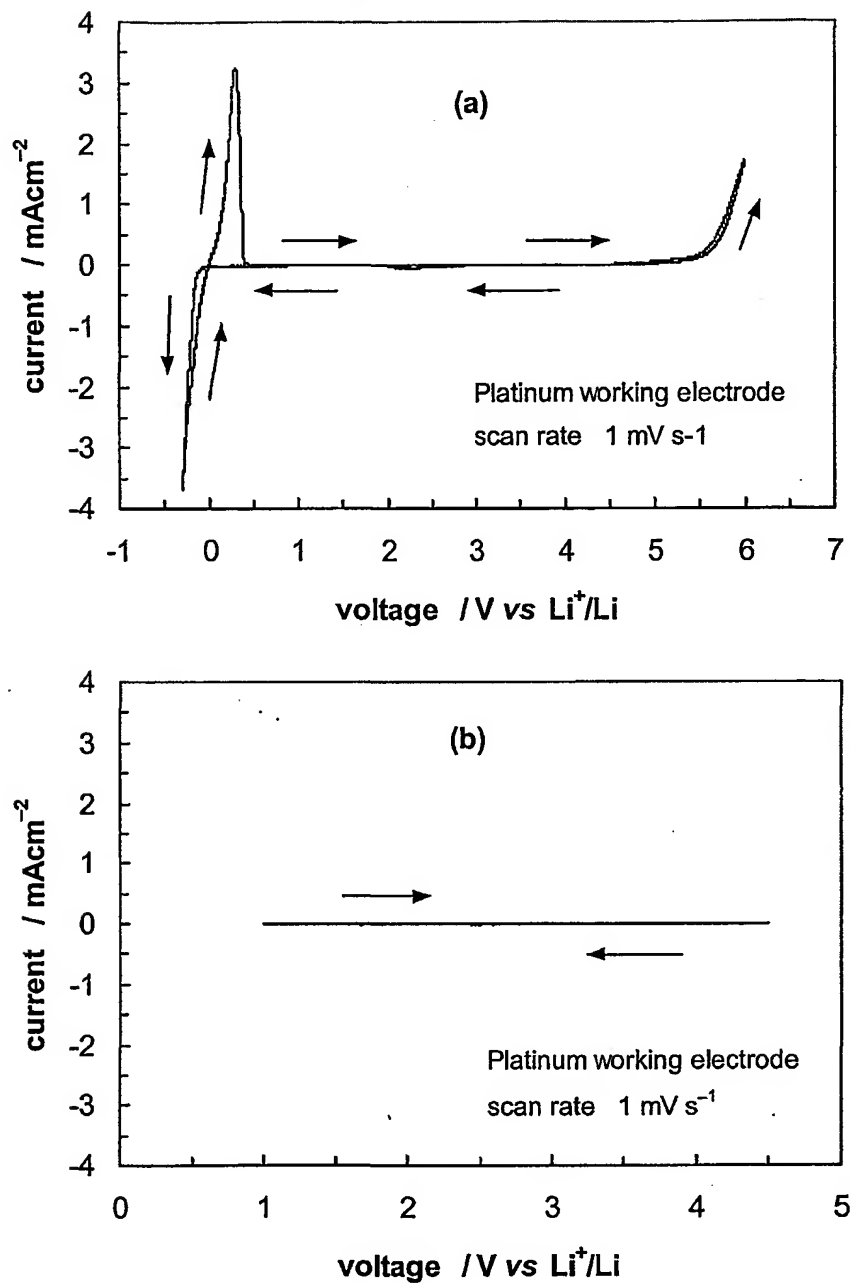 4
3
2
1
0
-1
-2
-3
-4
current / mAcm⁻²
(a)
Platinum working electrode
scan rate 1 mV s-1
-1 0 1 2 3 4 5 6 7
voltage / V vs Li⁺/Li
4
3
2
1
0
-1
-2
-3
-4
current / mAcm⁻²
(b)
Platinum working electrode
scan rate 1 mV s⁻¹
0 1 2 3 4 5
voltage / V vs Li⁺/Li